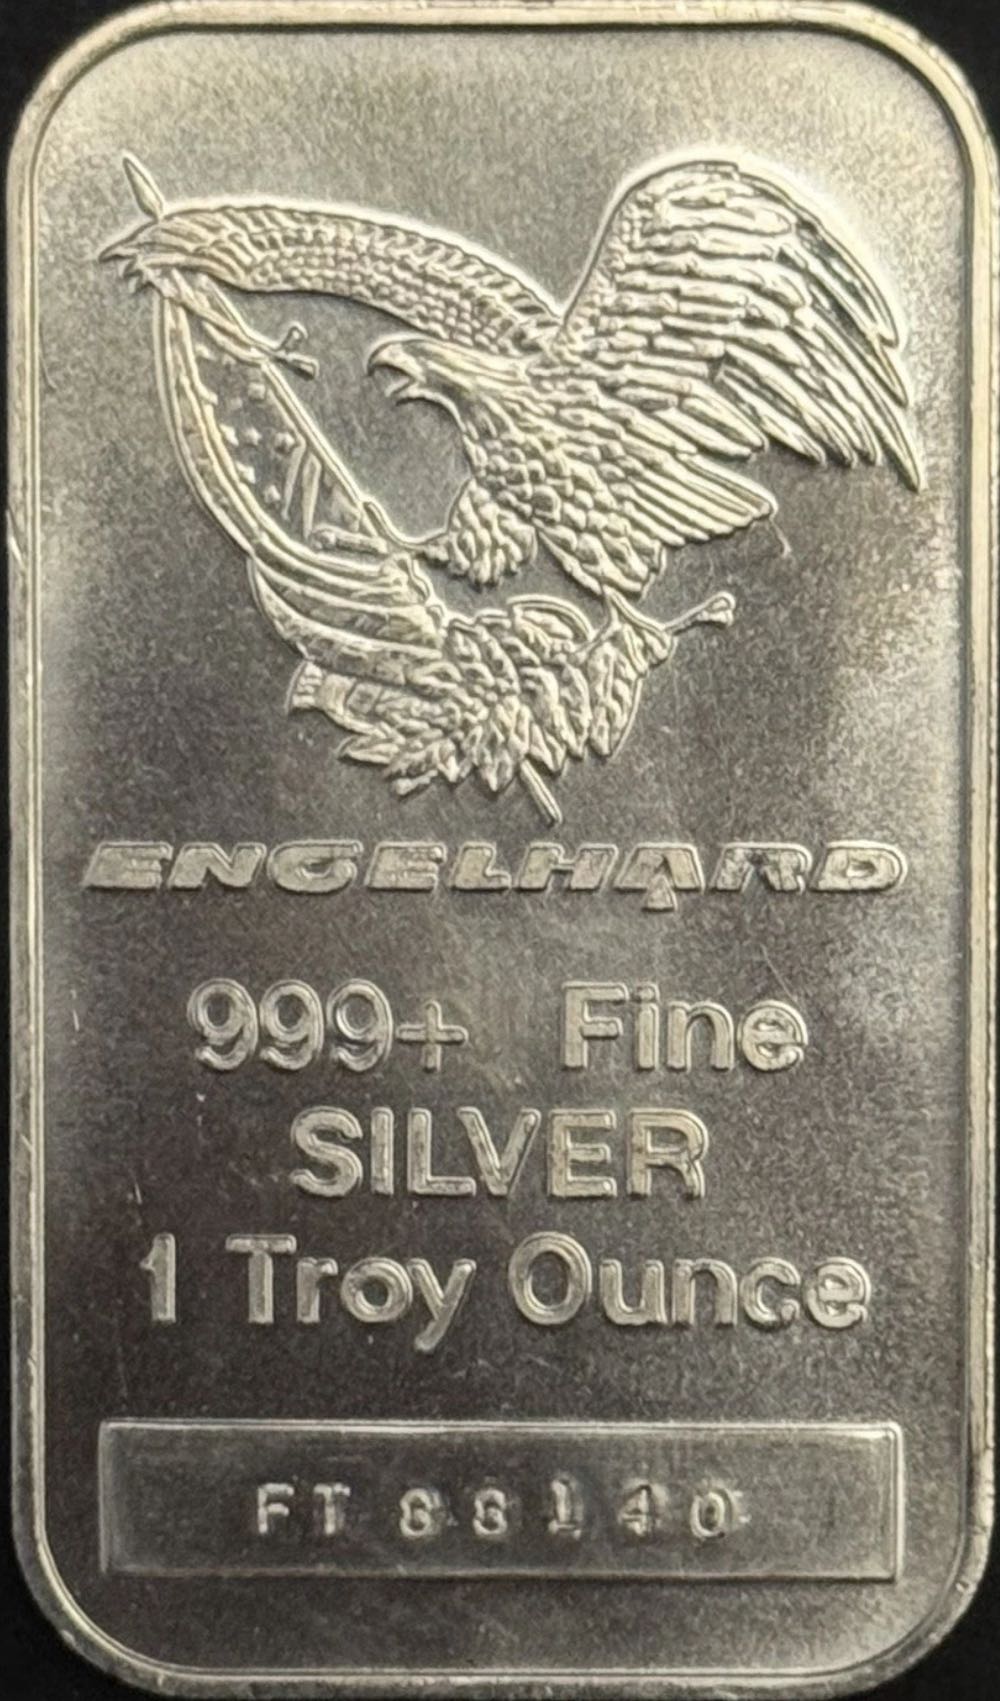 ENGELHARD
999+ Fine
SILVER
1 Troy Ounce
FT 88140